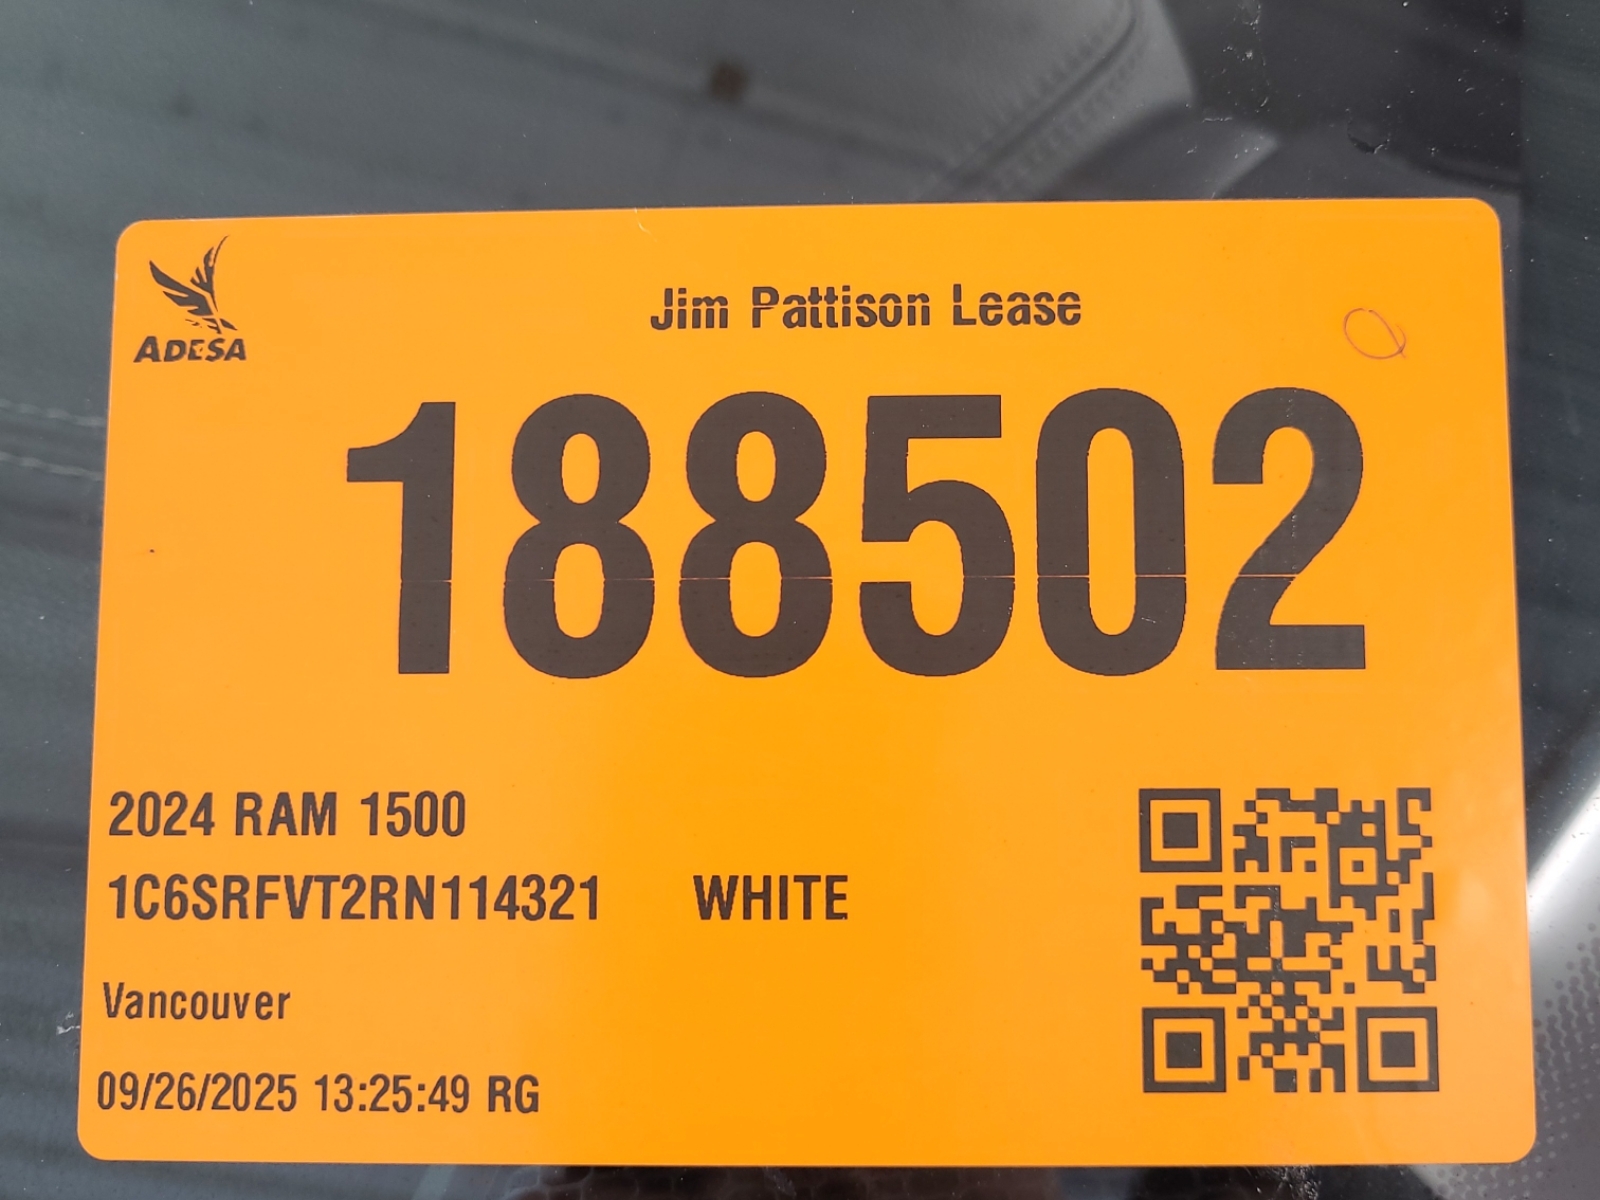 ADESA
Jim Pattison Lease
188502
2024 RAM 1500
1C6SRFVT2RN114321 WHITE
Vancouver
09/26/2025 13:25:49 RG